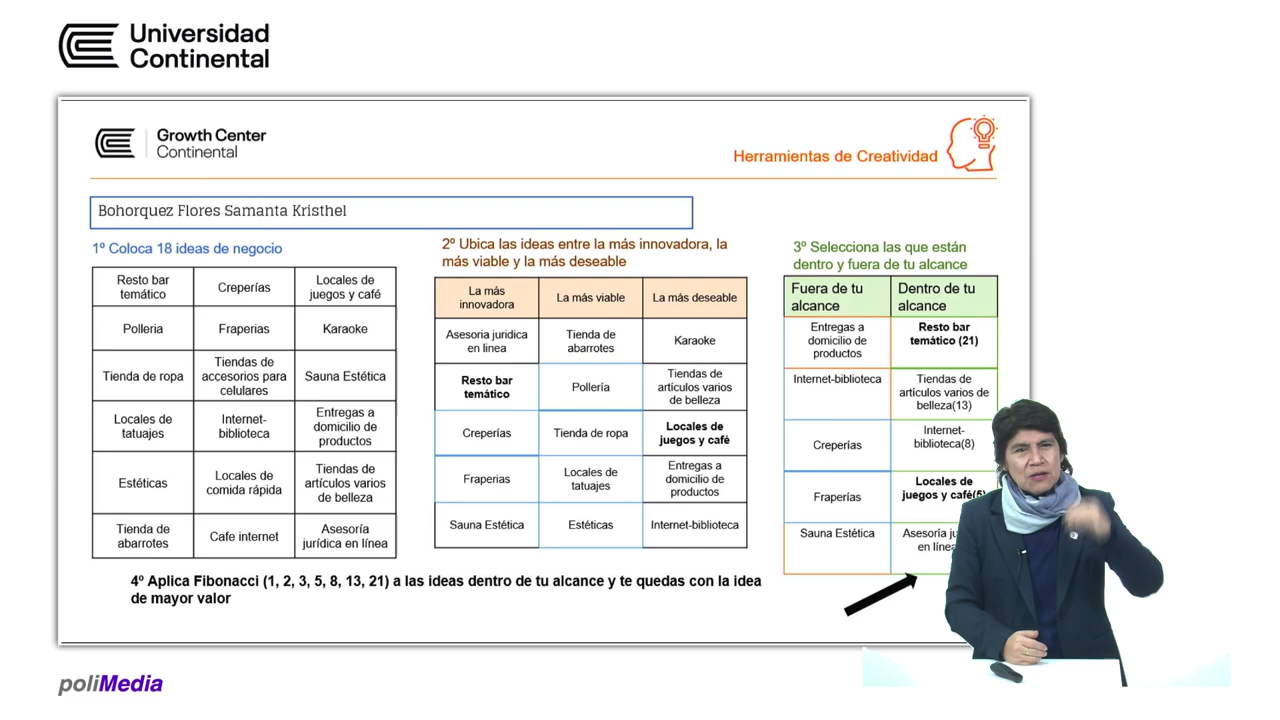 Universidad
Continental
Growth Center
Continental
Herramientas de Creatividad
Bohorquez Flores Samanta Kristhel
1º Coloca 18 ideas de negocio
Resto bar
temático
Creperías
Locales de
juegos y café
Polleria
Fraperias
Karaoke
Tienda de ropa
Tiendas de
accesorios para
celulares
Sauna Estética
Locales de
tatuajes
Internet-
biblioteca
Entregas a
domicilio de
productos
Estéticas
Locales de
comida rápida
Tiendas de
artículos varios
de belleza
Tienda de
abarrotes
Cafe internet
Asesoría
jurídica en línea
2º Ubica las ideas entre la más innovadora, la
más viable y la más deseable
La más
innovadora
La más viable
La más deseable
Asesoria juridica
en linea
Tienda de
abarrotes
Karaoke
Resto bar
temático
Pollería
Tiendas de
artículos varios
de belleza
Creperías
Tienda de ropa
Locales de
juegos y café
Fraperias
Locales de
tatuajes
Entregas a
domicilio de
productos
Sauna Estética
Estéticas
Internet-biblioteca
3º Selecciona las que están
dentro y fuera de tu alcance
Fuera de tu
alcance
Dentro de tu
alcance
Entregas a
domicilio de
productos
Resto bar
temático (21)
Internet-biblioteca
Tiendas de
artículos varios de
belleza(13)
Creperías
Internet-
biblioteca(8)
Fraperías
Locales de
juegos y café(5)
Sauna Estética
Asesoría
en
4º Aplica Fibonacci (1, 2, 3, 5, 8, 13, 21) a las ideas dentro de tu alcance y te quedas con la idea
de mayor valor
poliMedia